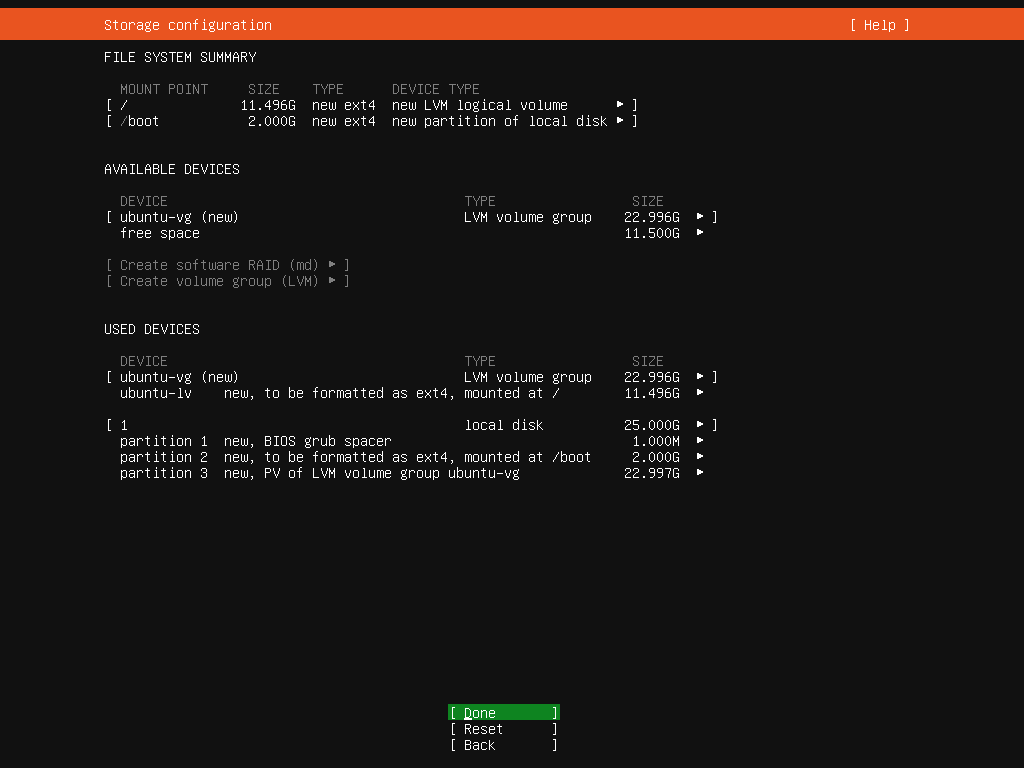 Storage configuration [ Help ]
FILE SYSTEM SUMMARY
MOUNT POINT SIZE TYPE DEVICE TYPE
[ / 11.496G new ext4 new LVM logical volume ▸ ]
[ /boot 2.000G new ext4 new partition of local disk ▸ ]
AVAILABLE DEVICES
DEVICE TYPE SIZE
[ ubuntu-vg (new) LVM volume group 22.996G ▸ ]
free space 11.500G ▸
[ Create software RAID (md) ▸ ]
[ Create volume group (LVM) ▸ ]
USED DEVICES
DEVICE TYPE SIZE
[ ubuntu-vg (new) LVM volume group 22.996G ▸ ]
ubuntu-lv new, to be formatted as ext4, mounted at / 11.496G ▸
[ 1 local disk 25.000G ▸ ]
partition 1 new, BIOS grub spacer 1.000M ▸
partition 2 new, to be formatted as ext4, mounted at /boot 2.000G ▸
partition 3 new, PV of LVM volume group ubuntu-vg 22.997G ▸
[ Done ]
[ Reset ]
[ Back ]